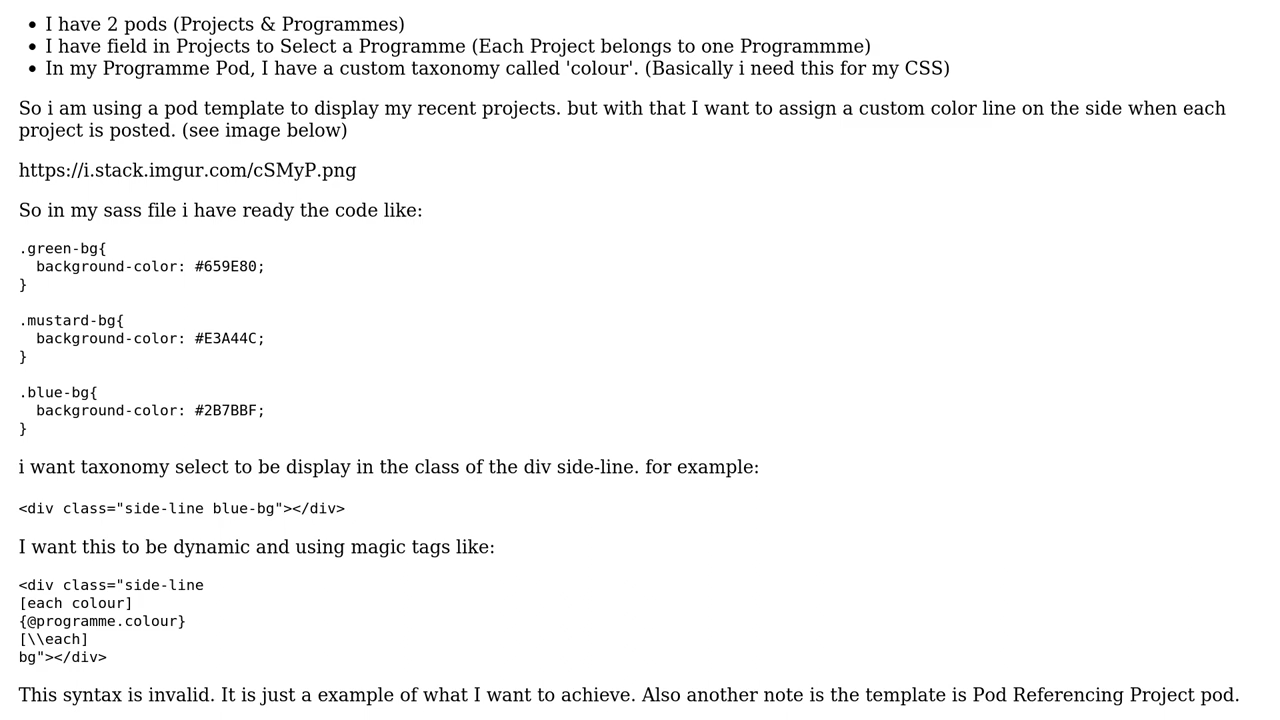 • I have 2 pods (Projects & Programmes)
• I have field in Projects to Select a Programme (Each Project belongs to one Programmme)
• In my Programme Pod, I have a custom taxonomy called 'colour'. (Basically i need this for my CSS)
So i am using a pod template to display my recent projects. but with that I want to assign a custom color line on the side when each
project is posted. (see image below)
https://i.stack.imgur.com/cSMyP.png
So in my sass file i have ready the code like:
.green-bg{
  background-color: #659E80;
}
.mustard-bg{
  background-color: #E3A44C;
}
.blue-bg{
  background-color: #2B7BBF;
}
i want taxonomy select to be display in the class of the div side-line. for example:
<div class="side-line blue-bg"></div>
I want this to be dynamic and using magic tags like:
<div class="side-line
[each colour]
{@programme.colour}
[\\each]
bg"></div>
This syntax is invalid. It is just a example of what I want to achieve. Also another note is the template is Pod Referencing Project pod.